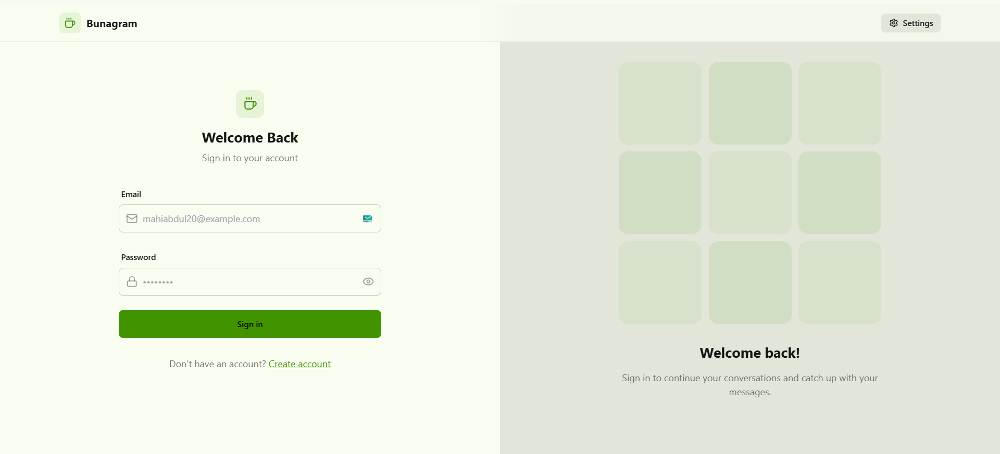 Bunagram
Settings
Welcome Back
Sign in to your account
Email
mahiabdul20@example.com
Password
••••••••
Sign in
Don't have an account? Create account
Welcome back!
Sign in to continue your conversations and catch up with your
messages.